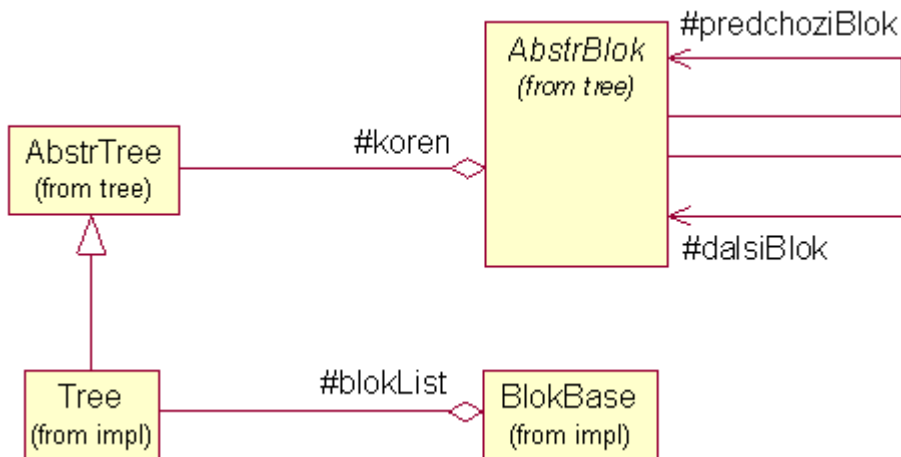 #predchoziBlok
AbstrBlok
(from tree)
AbstrTree
(from tree)
#koren
#dalsiBlok
Tree
(from impl)
#blokList
BlokBase
(from impl)